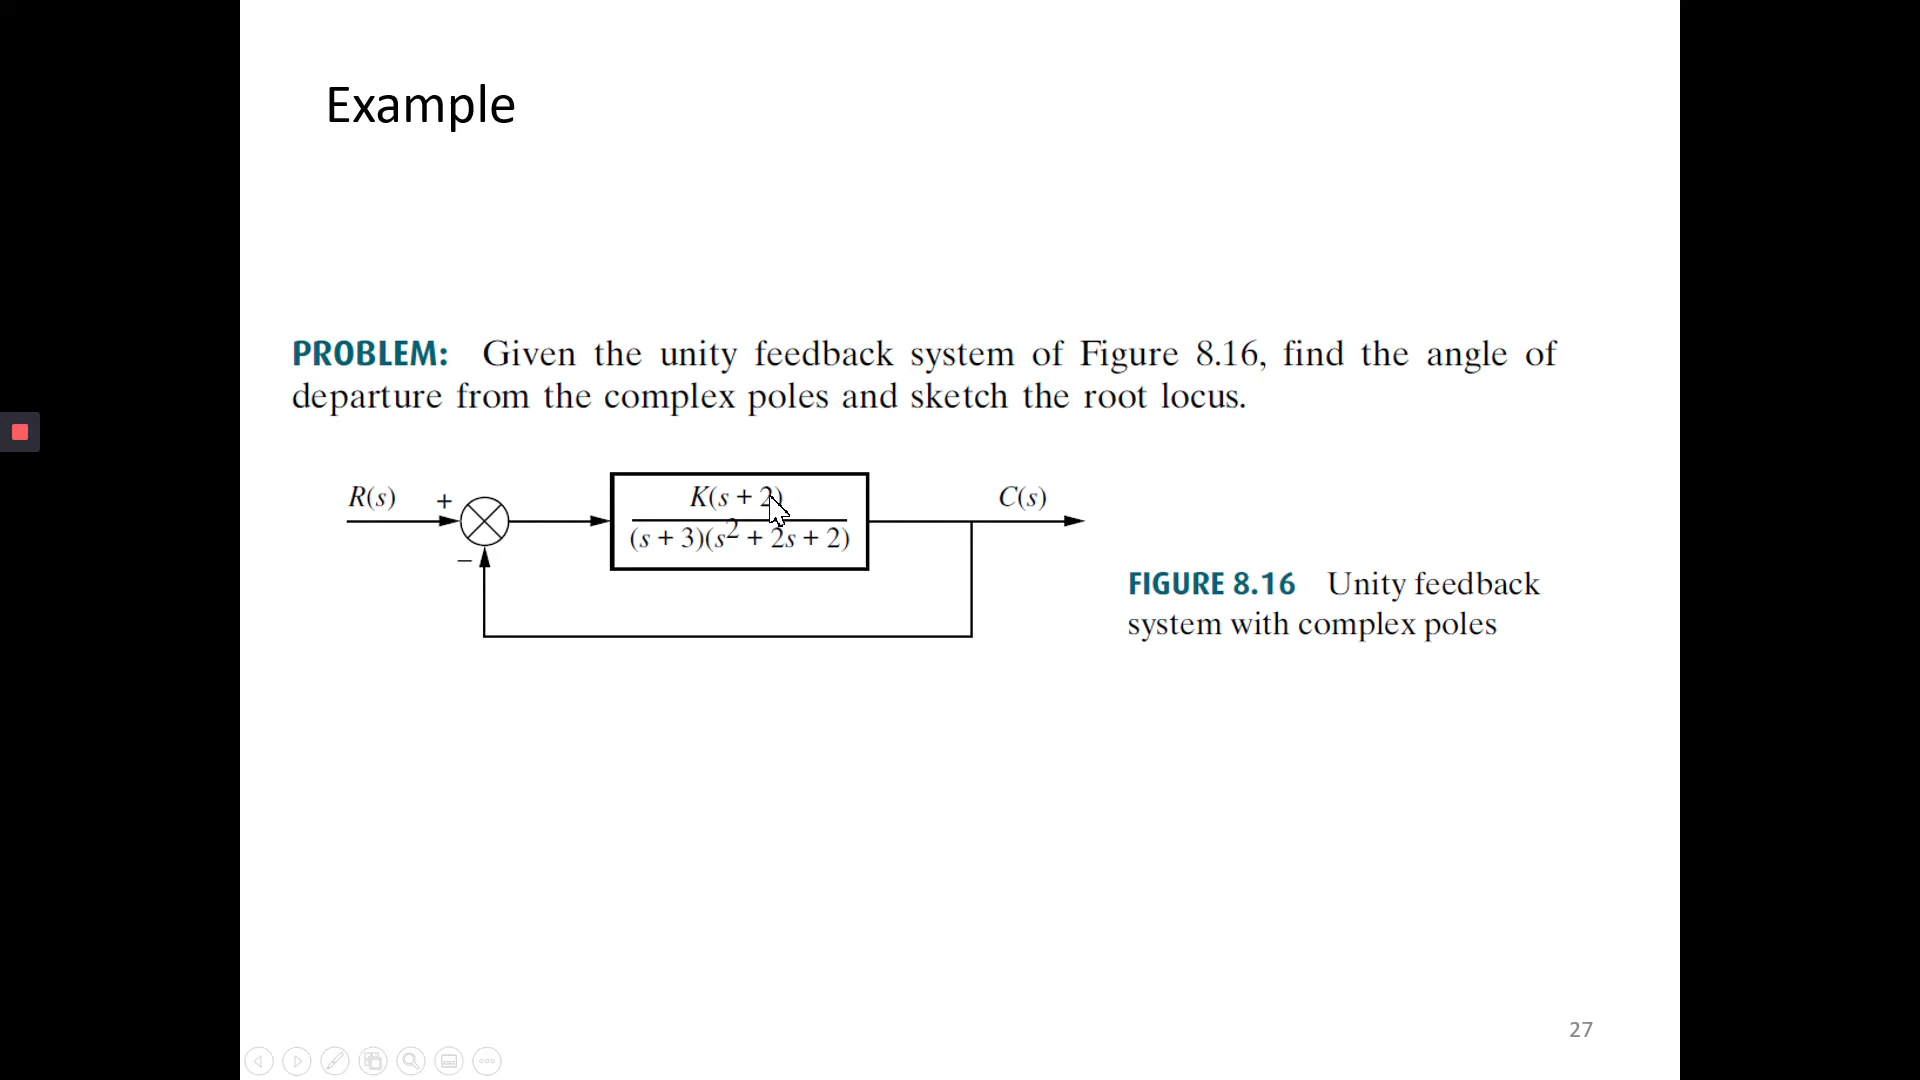 Example
PROBLEM: Given the unity feedback system of Figure 8.16, find the angle of
departure from the complex poles and sketch the root locus.
R(s) + K(s + 2) C(s)
(s + 3)(s² + 2s + 2)
−
FIGURE 8.16 Unity feedback
system with complex poles
27